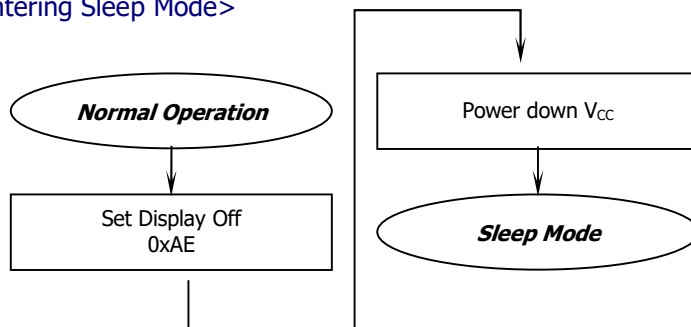 ntering Sleep Mode>
Normal Operation
Set Display Off
0xAE
Power down VCC
Sleep Mode